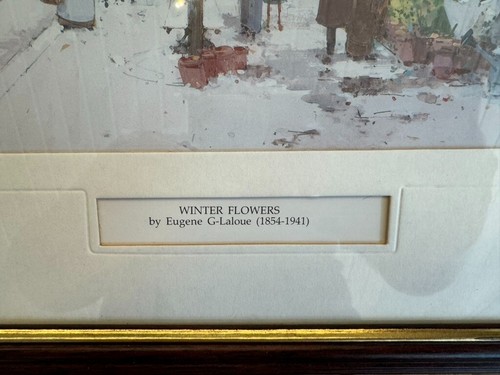 WINTER FLOWERS
by Eugene G-Laloue (1854-1941)